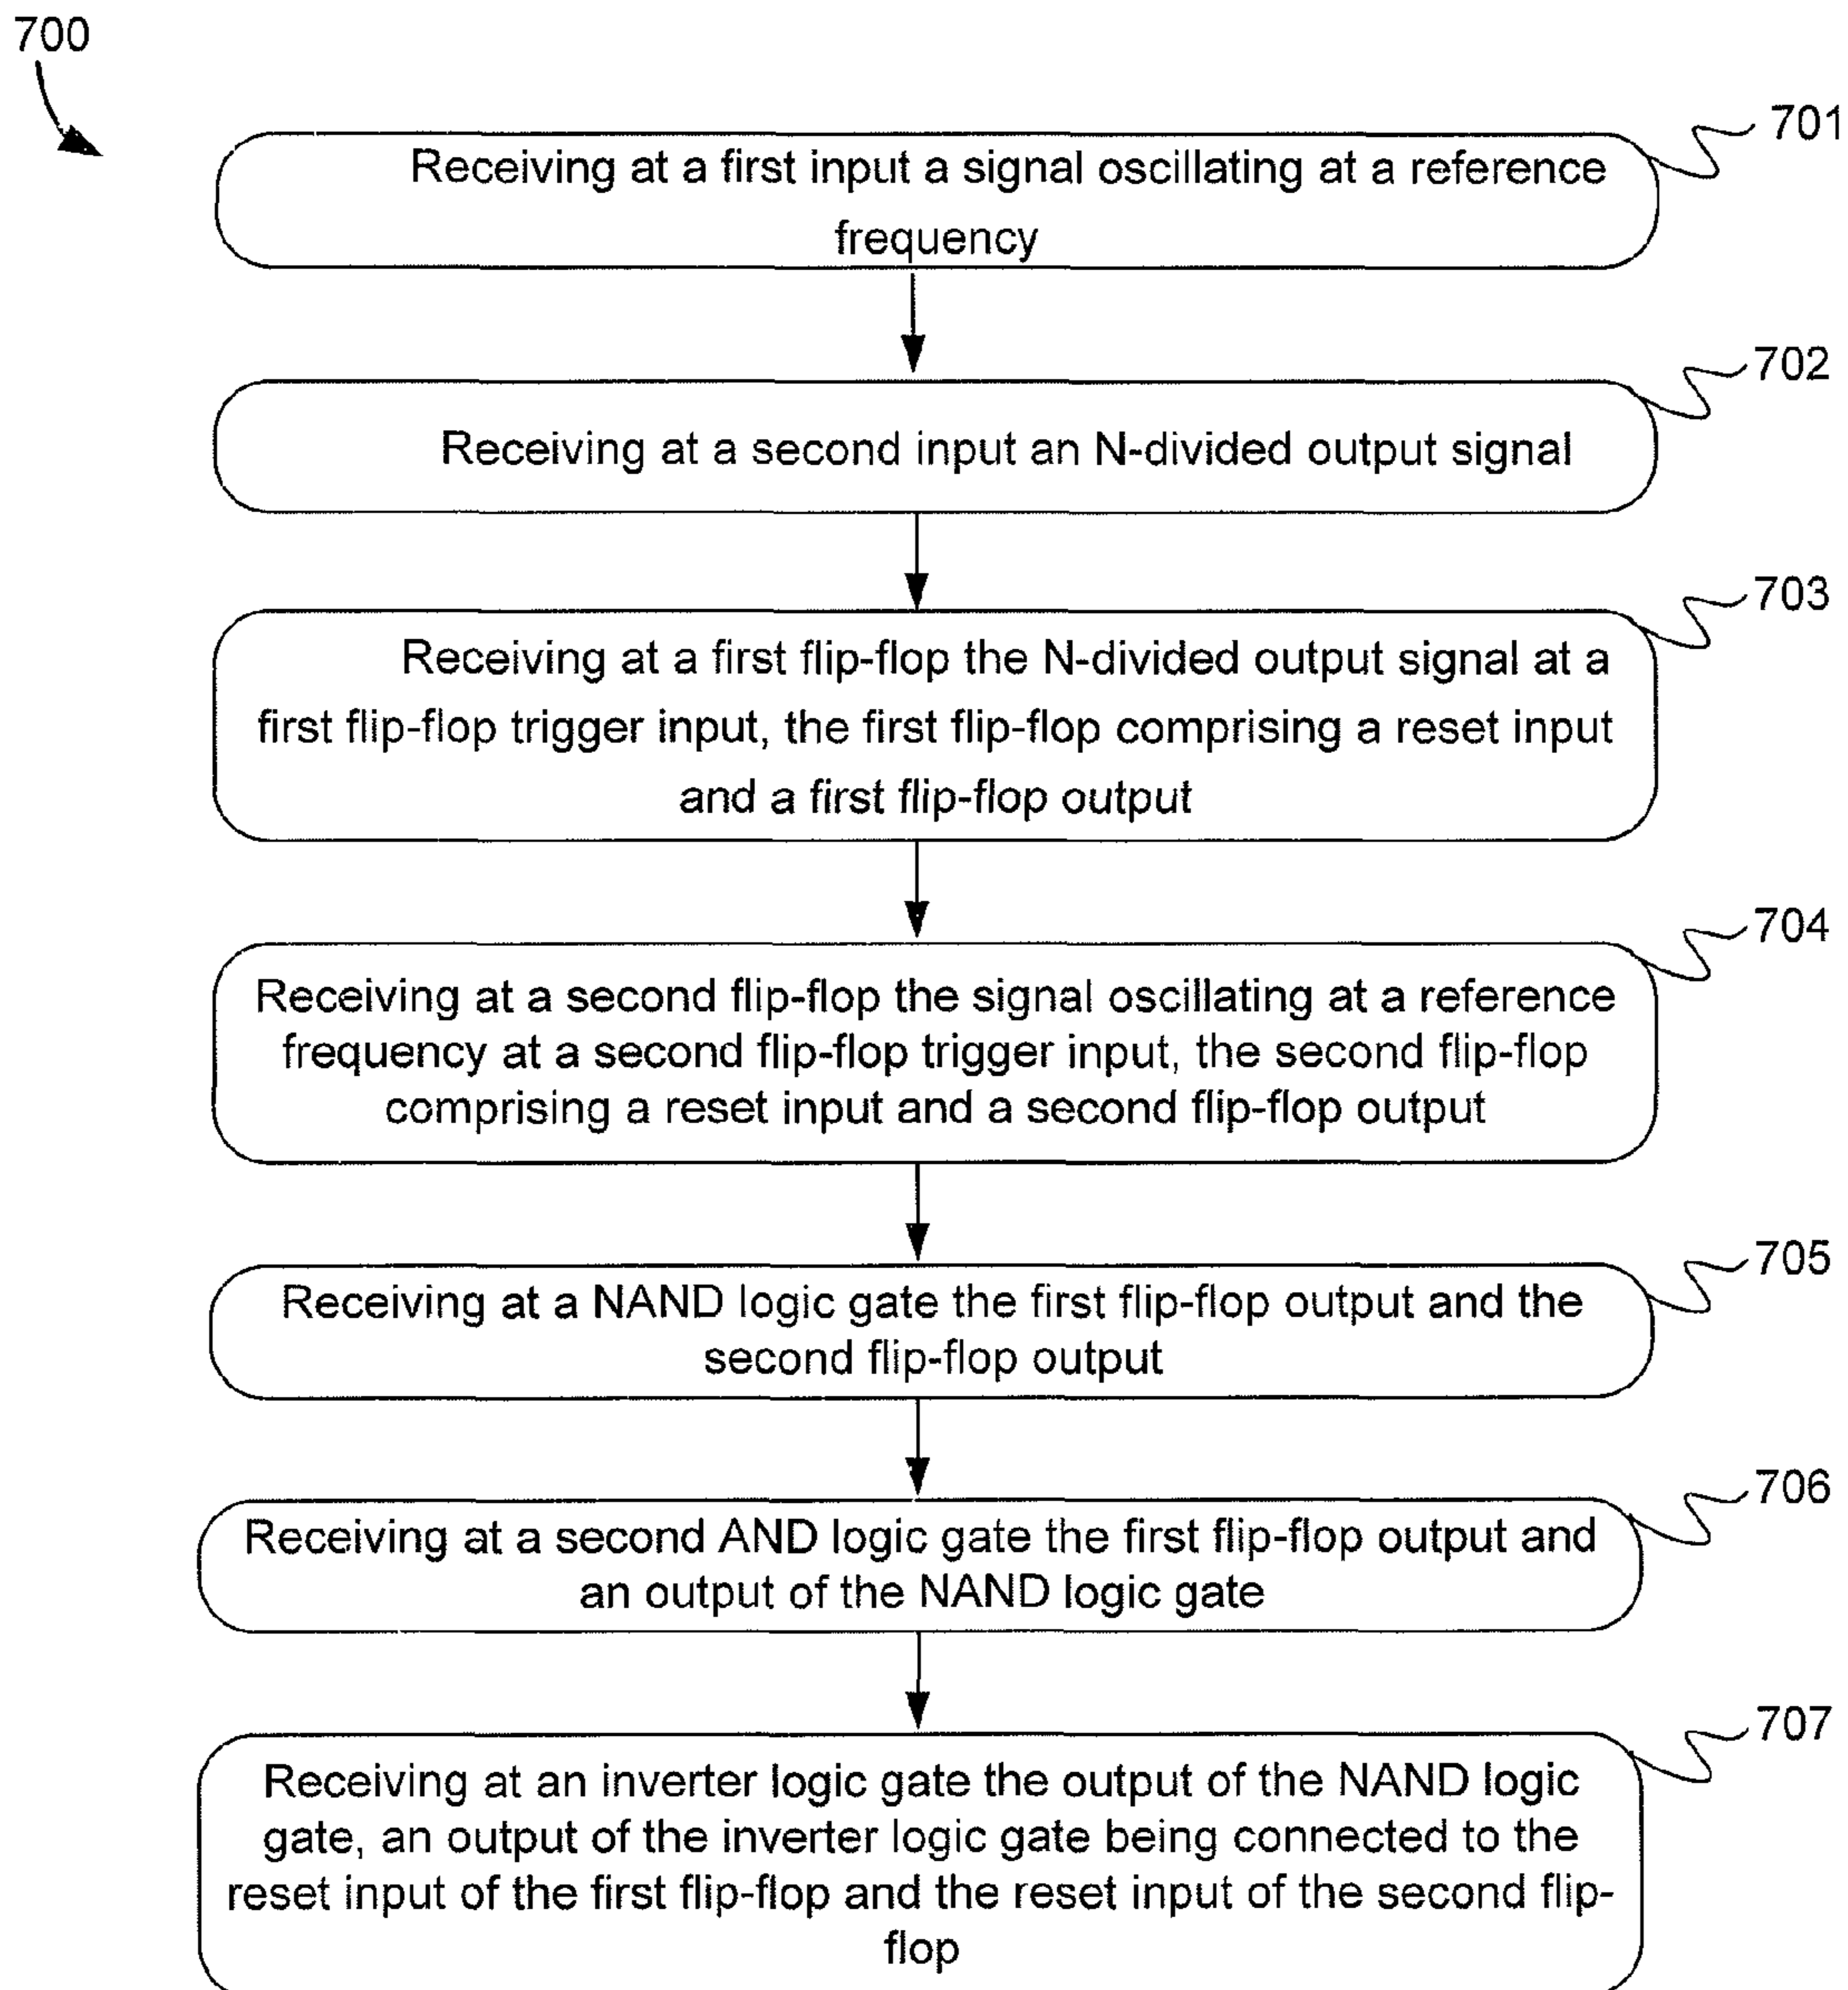 700
701
Receiving at a first input a signal oscillating at a reference
frequency
702
Receiving at a second input an N-divided output signal
703
Receiving at a first flip-flop the N-divided output signal at a
first flip-flop trigger input, the first flip-flop comprising a reset input
and a first flip-flop output
704
Receiving at a second flip-flop the signal oscillating at a reference
frequency at a second flip-flop trigger input, the second flip-flop
comprising a reset input and a second flip-flop output
705
Receiving at a NAND logic gate the first flip-flop output and the
second flip-flop output
706
Receiving at a second AND logic gate the first flip-flop output and
an output of the NAND logic gate
707
Receiving at an inverter logic gate the output of the NAND logic
gate, an output of the inverter logic gate being connected to the
reset input of the first flip-flop and the reset input of the second flip-
flop